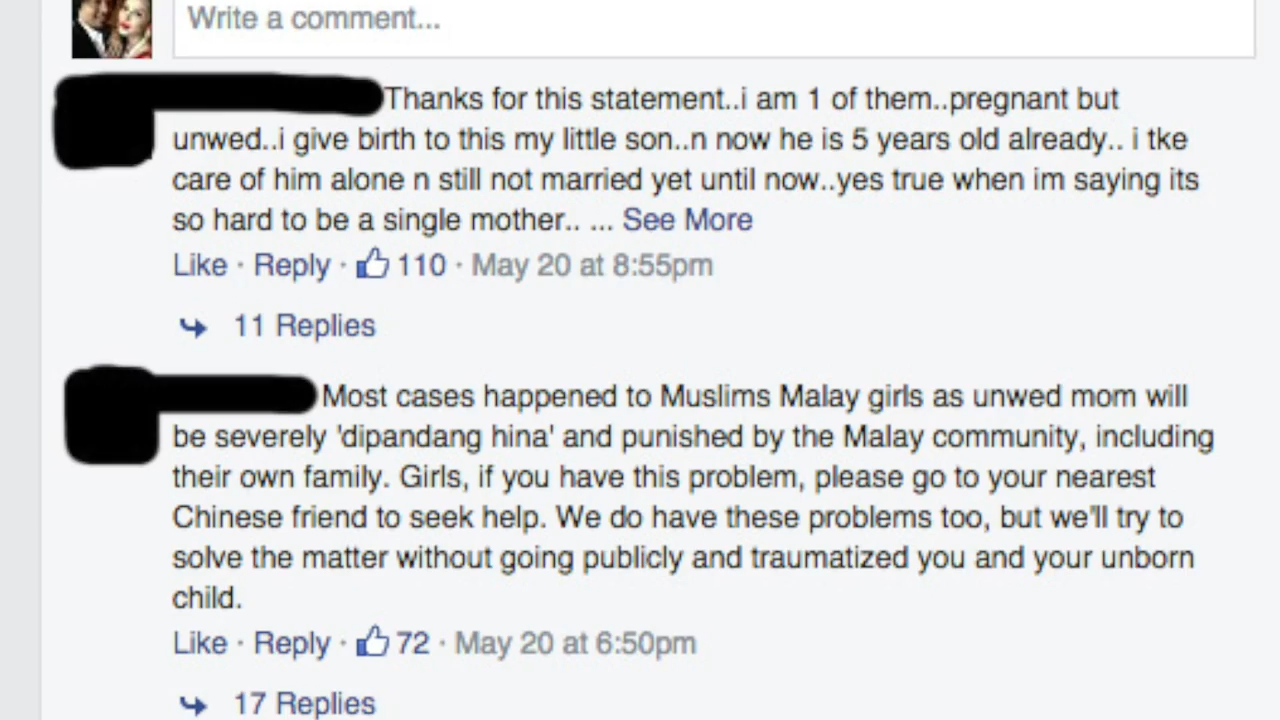 Write a comment...
Thanks for this statement..i am 1 of them..pregnant but
unwed..i give birth to this my little son..n now he is 5 years old already.. i tke
care of him alone n still not married yet until now..yes true when im saying its
so hard to be a single mother.. ... See More
Like · Reply · 110 · May 20 at 8:55pm
11 Replies
Most cases happened to Muslims Malay girls as unwed mom will
be severely 'dipandang hina' and punished by the Malay community, including
their own family. Girls, if you have this problem, please go to your nearest
Chinese friend to seek help. We do have these problems too, but we'll try to
solve the matter without going publicly and traumatized you and your unborn
child.
Like · Reply · 72 · May 20 at 6:50pm
17 Replies